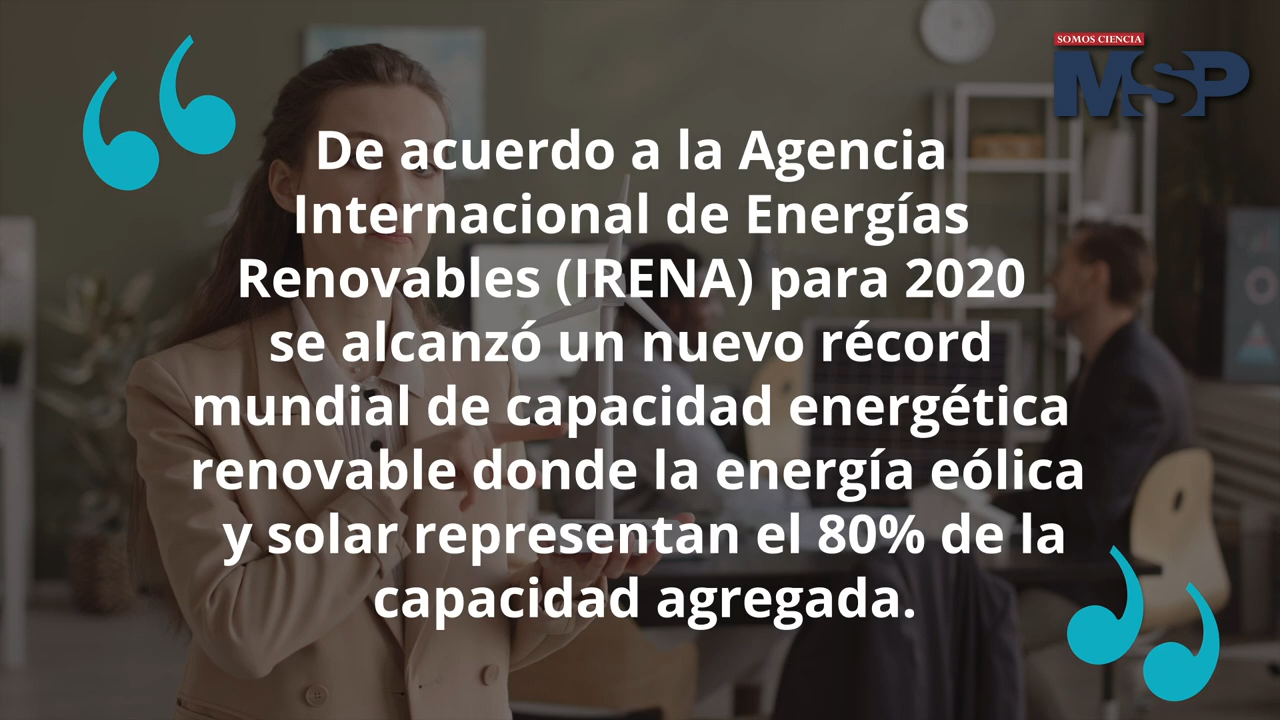 SOMOS CIENCIA
MSP
De acuerdo a la Agencia
Internacional de Energías
Renovables (IRENA) para 2020
se alcanzó un nuevo récord
mundial de capacidad energética
renovable donde la energía eólica
y solar representan el 80% de la
capacidad agregada.